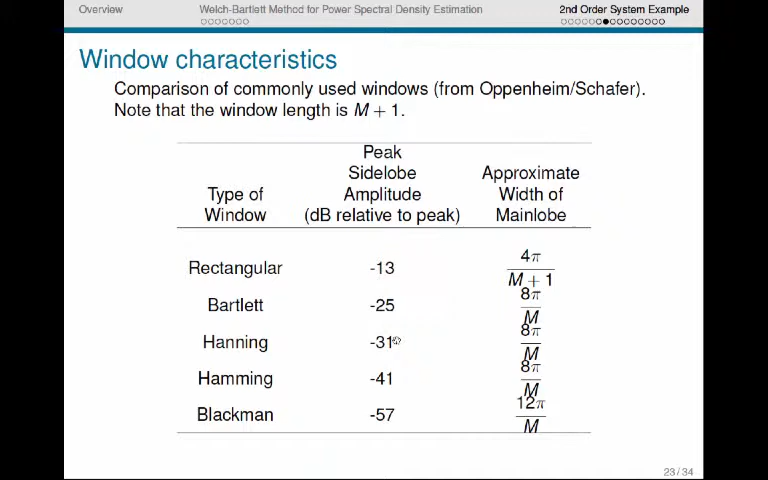 Overview Welch-Bartlett Method for Power Spectral Density Estimation 2nd Order System Example
Window characteristics
Comparison of commonly used windows (from Oppenheim/Schafer).
Note that the window length is M + 1.
Peak
Sidelobe Approximate
Type of Amplitude Width of
Window (dB relative to peak) Mainlobe
Rectangular -13 4π / M + 1
Bartlett -25 8π / M
Hanning -31 8π / M
Hamming -41 8π / M
Blackman -57 12π / M
23 / 34